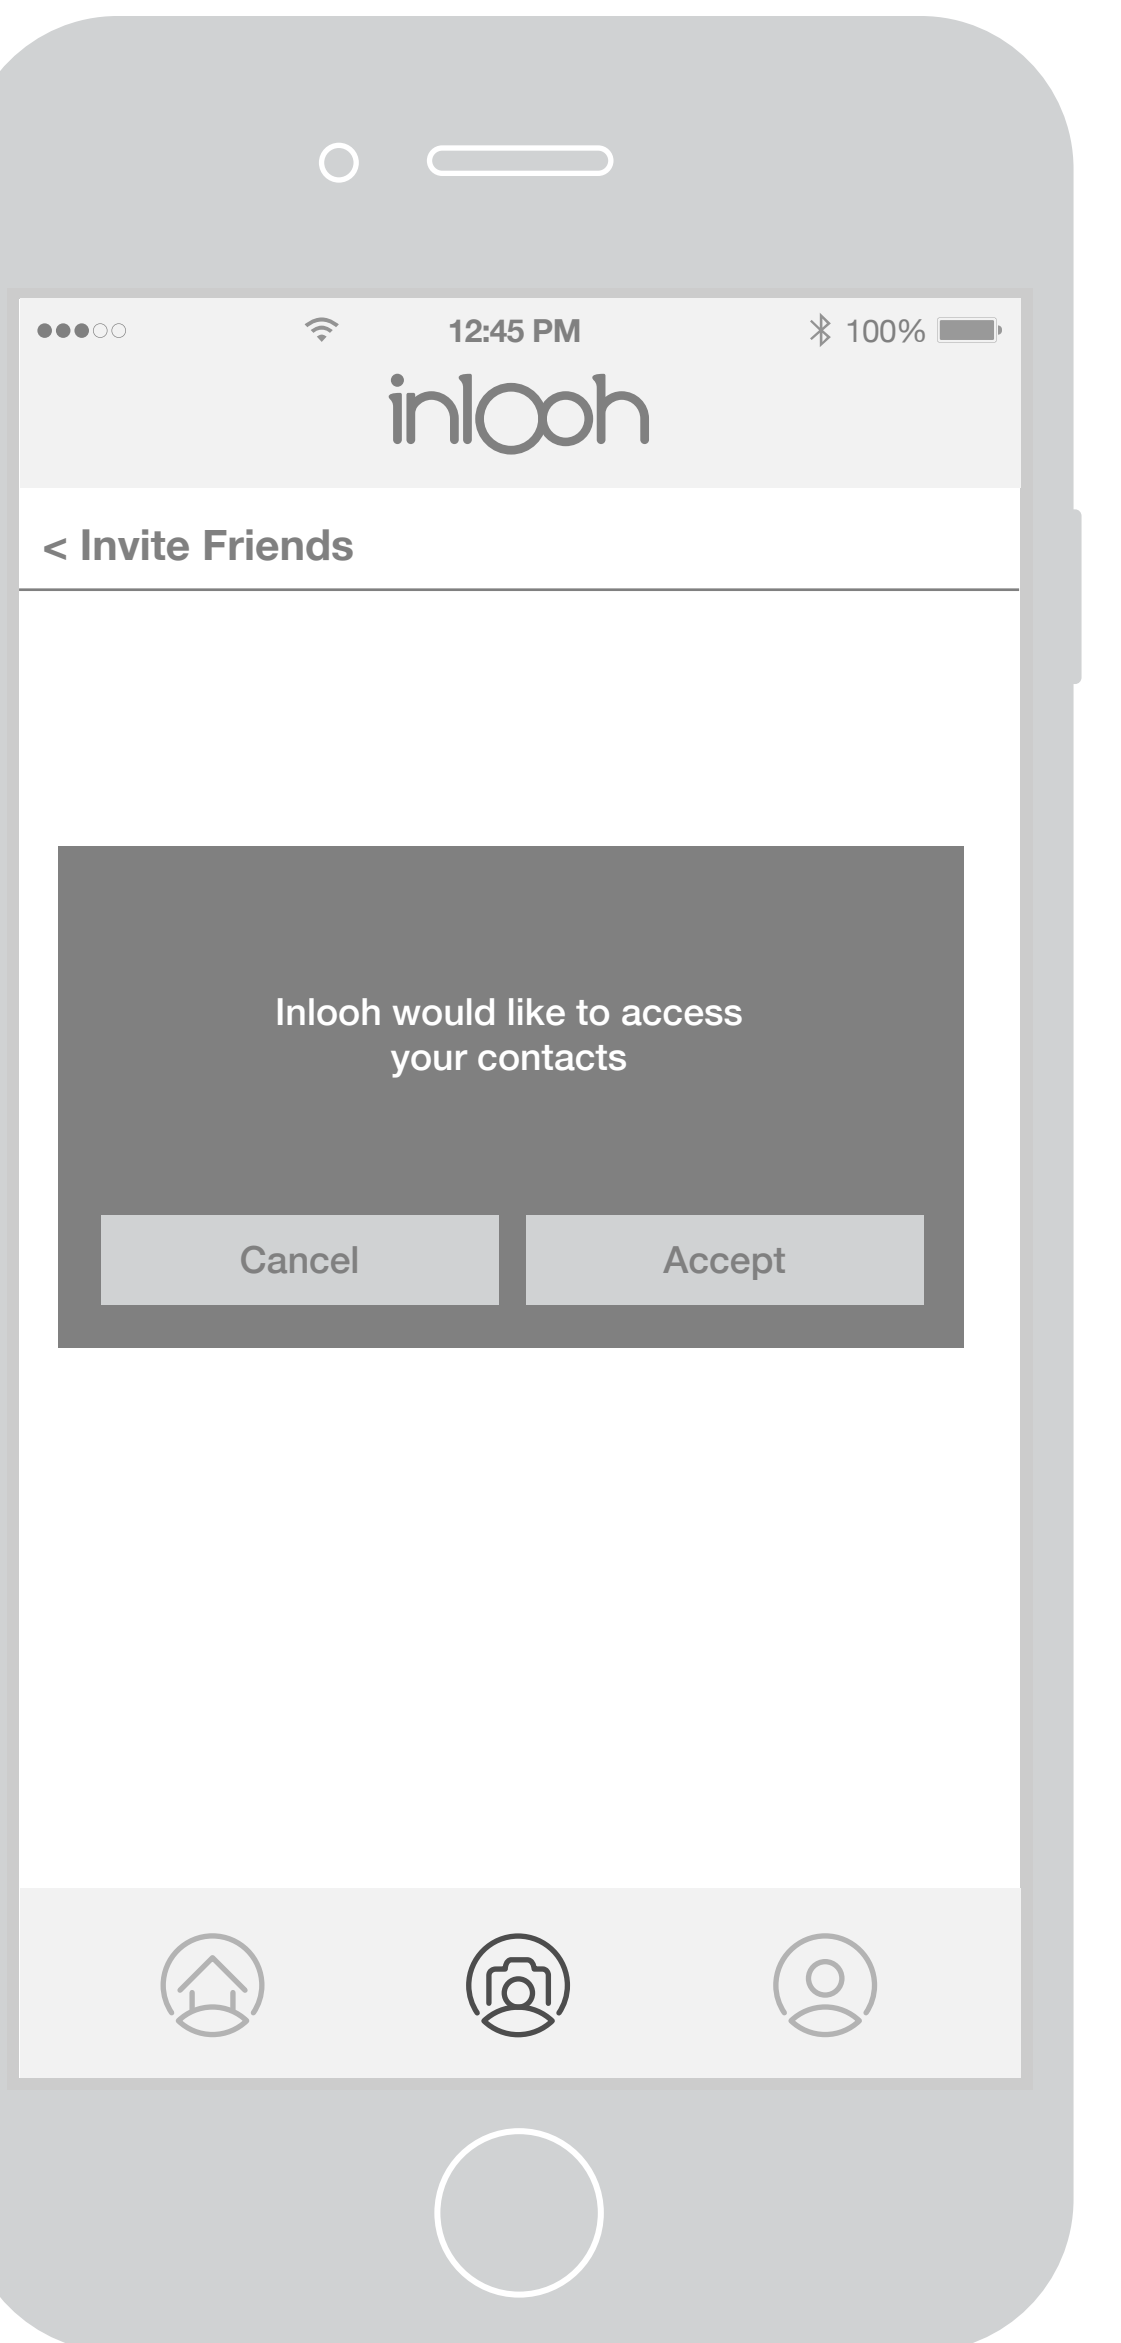 12:45 PM 100%
inlooh
< Invite Friends
Inlooh would like to access
your contacts
Cancel Accept